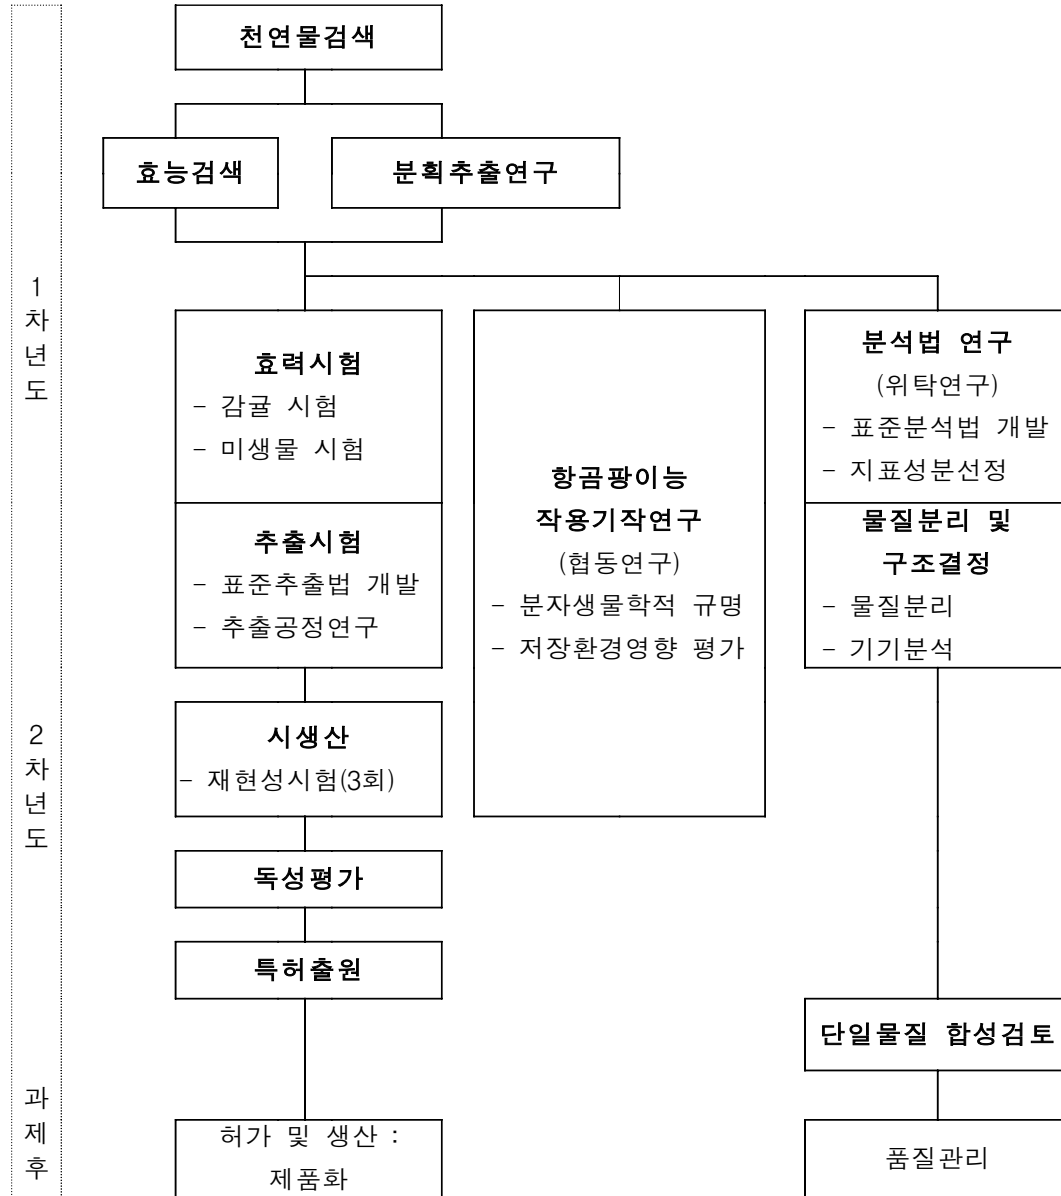 천연물검색
효능검색
분획추출연구
1
차
년
도
효력시험
- 감귤 시험
- 미생물 시험
추출시험
- 표준추출법 개발
- 추출공정연구
항곰팡이능
작용기작연구
(협동연구)
- 분자생물학적 규명
- 저장환경영향 평가
분석법 연구
(위탁연구)
- 표준분석법 개발
- 지표성분선정
물질분리 및
구조결정
- 물질분리
- 기기분석
2
차
년
도
시생산
- 재현성시험(3회)
독성평가
특허출원
단일물질 합성검토
과
제
후
허가 및 생산 :
제품화
품질관리